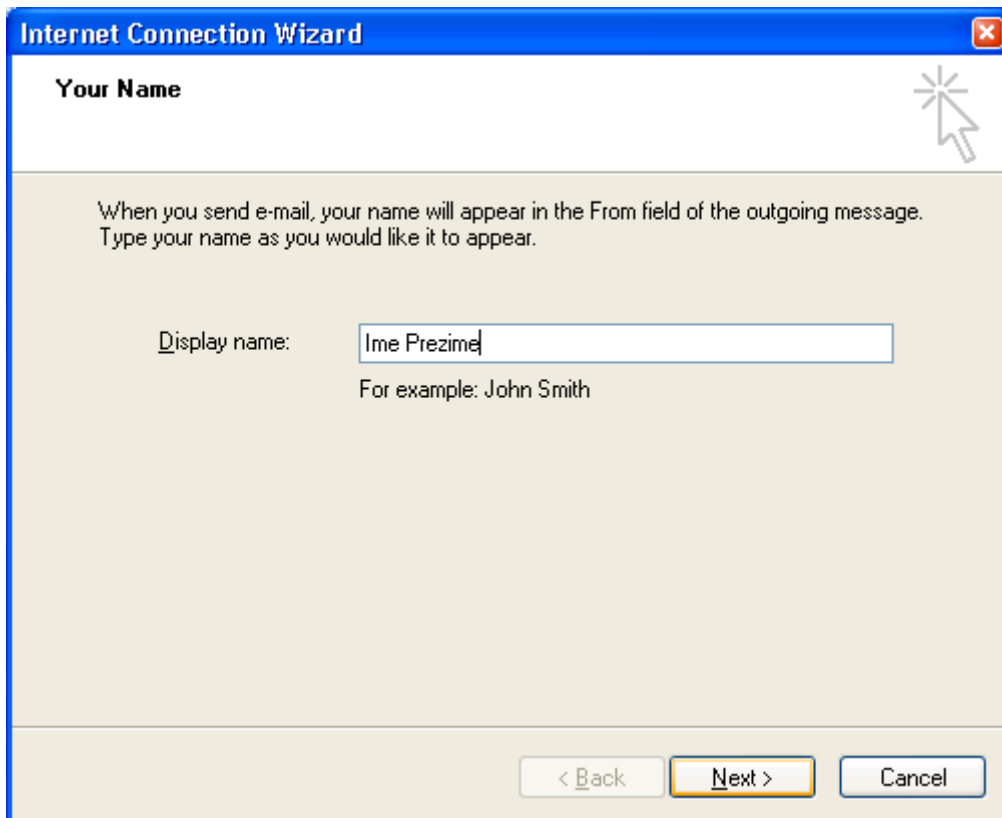 Internet Connection Wizard
Your Name
When you send e-mail, your name will appear in the From field of the outgoing message.
Type your name as you would like it to appear.
Display name: Ime Prezime
For example: John Smith
< Back Next > Cancel